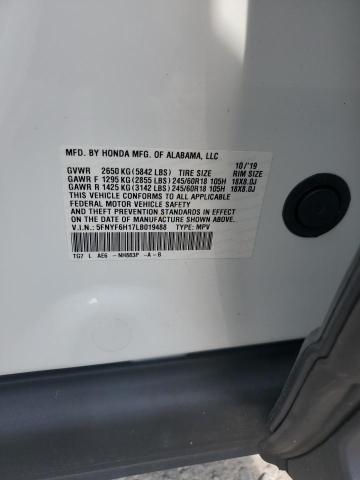 MFD. BY HONDA MFG. OF ALABAMA, LLC 10/'19
GVWR 2650 KG(5842 LBS) TIRE SIZE RIM SIZE
GAWR F 1295 KG(2855 LBS) 245/60R18 105H 18X8.0J
GAWR R 1425 KG(3142 LBS) 245/60R18 105H 18X8.0J
THIS VEHICLE CONFORMS TO ALL APPLICABLE
FEDERAL MOTOR VEHICLE SAFETY
AND THEFT PREVENTION STANDARDS IN EFFECT ON
THE DATE OF MANUFACTURE SHOWN ABOVE.
V.I.N.: 5FNYF6H17LB019488 TYPE: MPV
TG7 L AE6 -NH883P -A-B